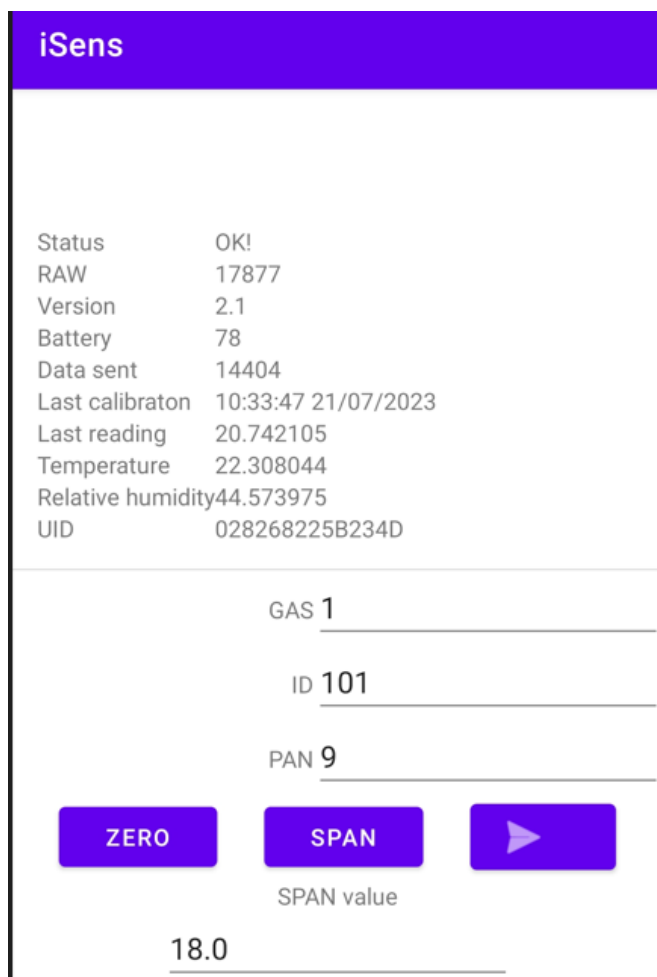 iSens
Status OK!
RAW 17877
Version 2.1
Battery 78
Data sent 14404
Last calibraton 10:33:47 21/07/2023
Last reading 20.742105
Temperature 22.308044
Relative humidity44.573975
UID 028268225B234D
GAS 1
ID 101
PAN 9
ZERO SPAN
SPAN value
18.0